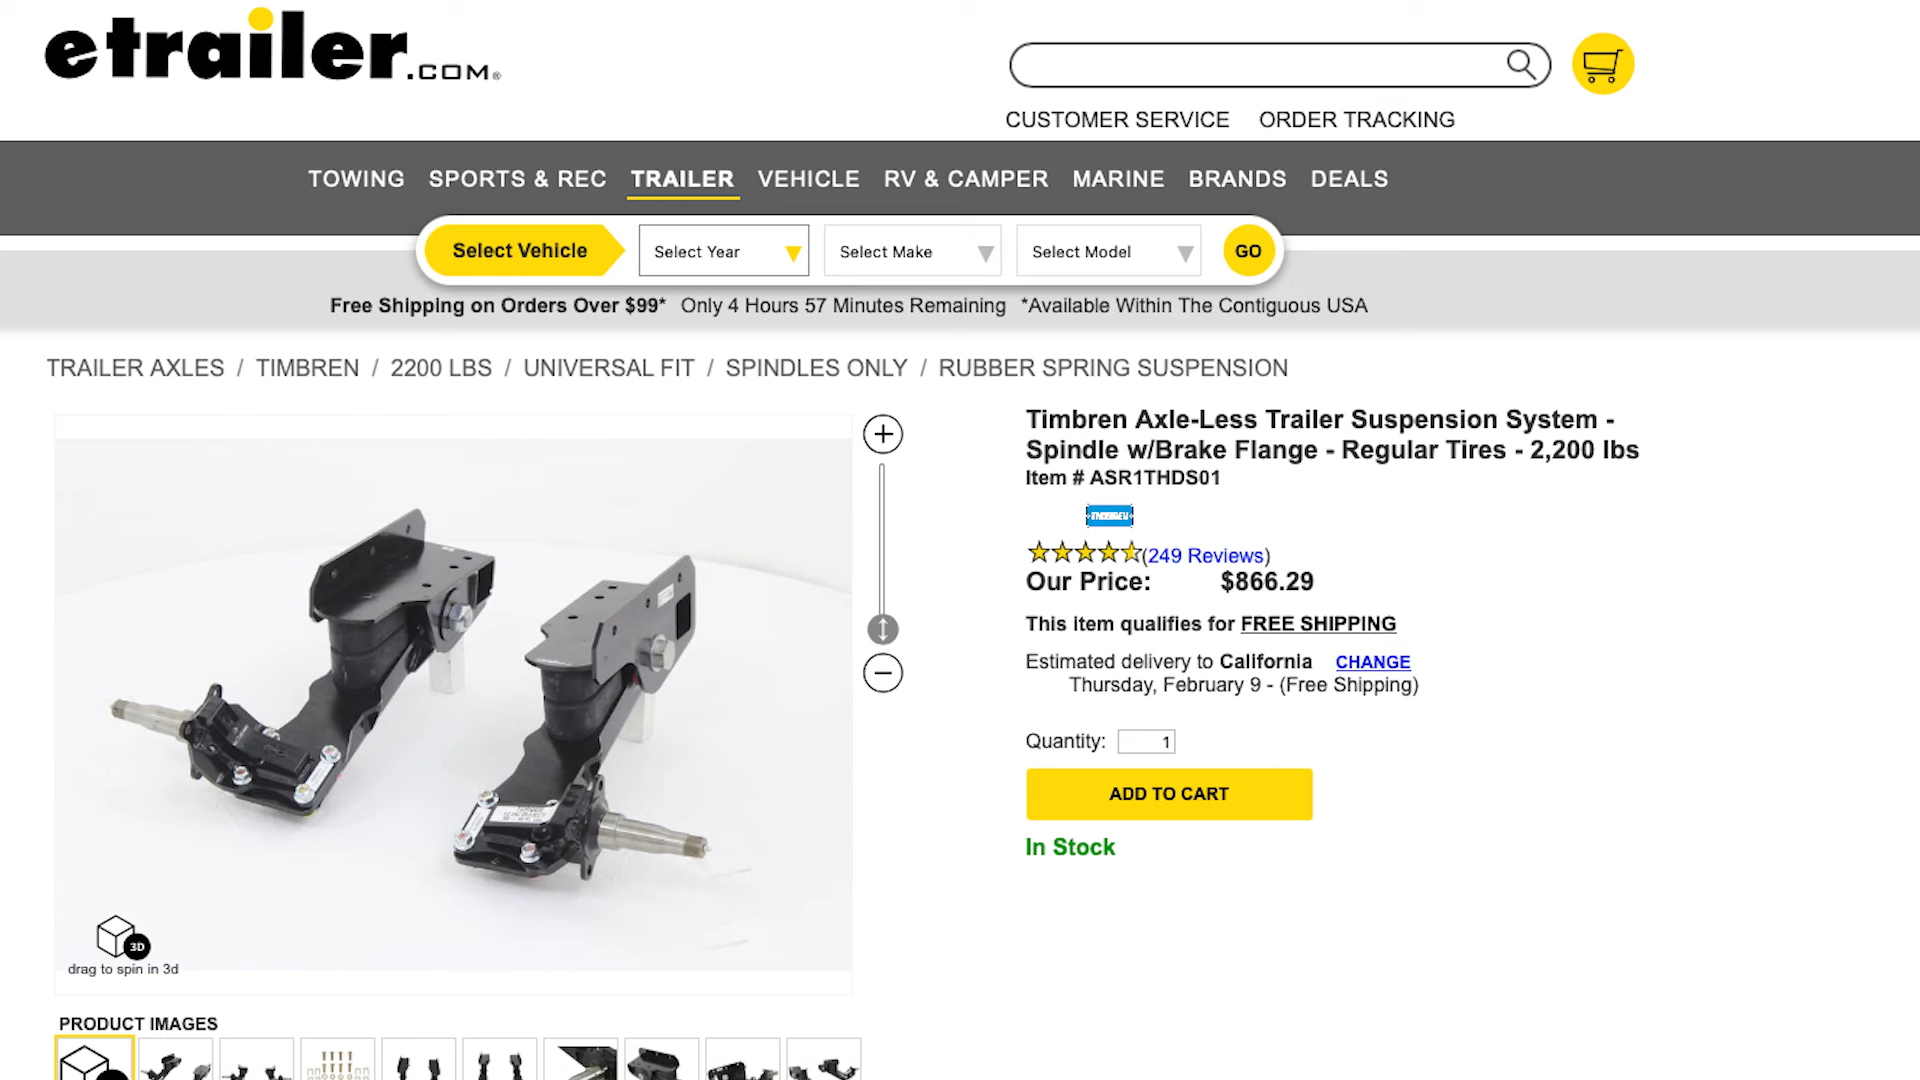 etrailer.com®
CUSTOMER SERVICE ORDER TRACKING
TOWING SPORTS & REC TRAILER VEHICLE RV & CAMPER MARINE BRANDS DEALS
Select Vehicle Select Year Select Make Select Model GO
Free Shipping on Orders Over $99* Only 4 Hours 57 Minutes Remaining *Available Within The Contiguous USA
TRAILER AXLES / TIMBREN / 2200 LBS / UNIVERSAL FIT / SPINDLES ONLY / RUBBER SPRING SUSPENSION
Timbren Axle-Less Trailer Suspension System -
Spindle w/Brake Flange - Regular Tires - 2,200 lbs
Item # ASR1THDS01
TIMBREN
(249 Reviews)
Our Price: $866.29
This item qualifies for FREE SHIPPING
Estimated delivery to California CHANGE
Thursday, February 9 - (Free Shipping)
Quantity: 1
ADD TO CART
In Stock
3D
drag to spin in 3d
PRODUCT IMAGES